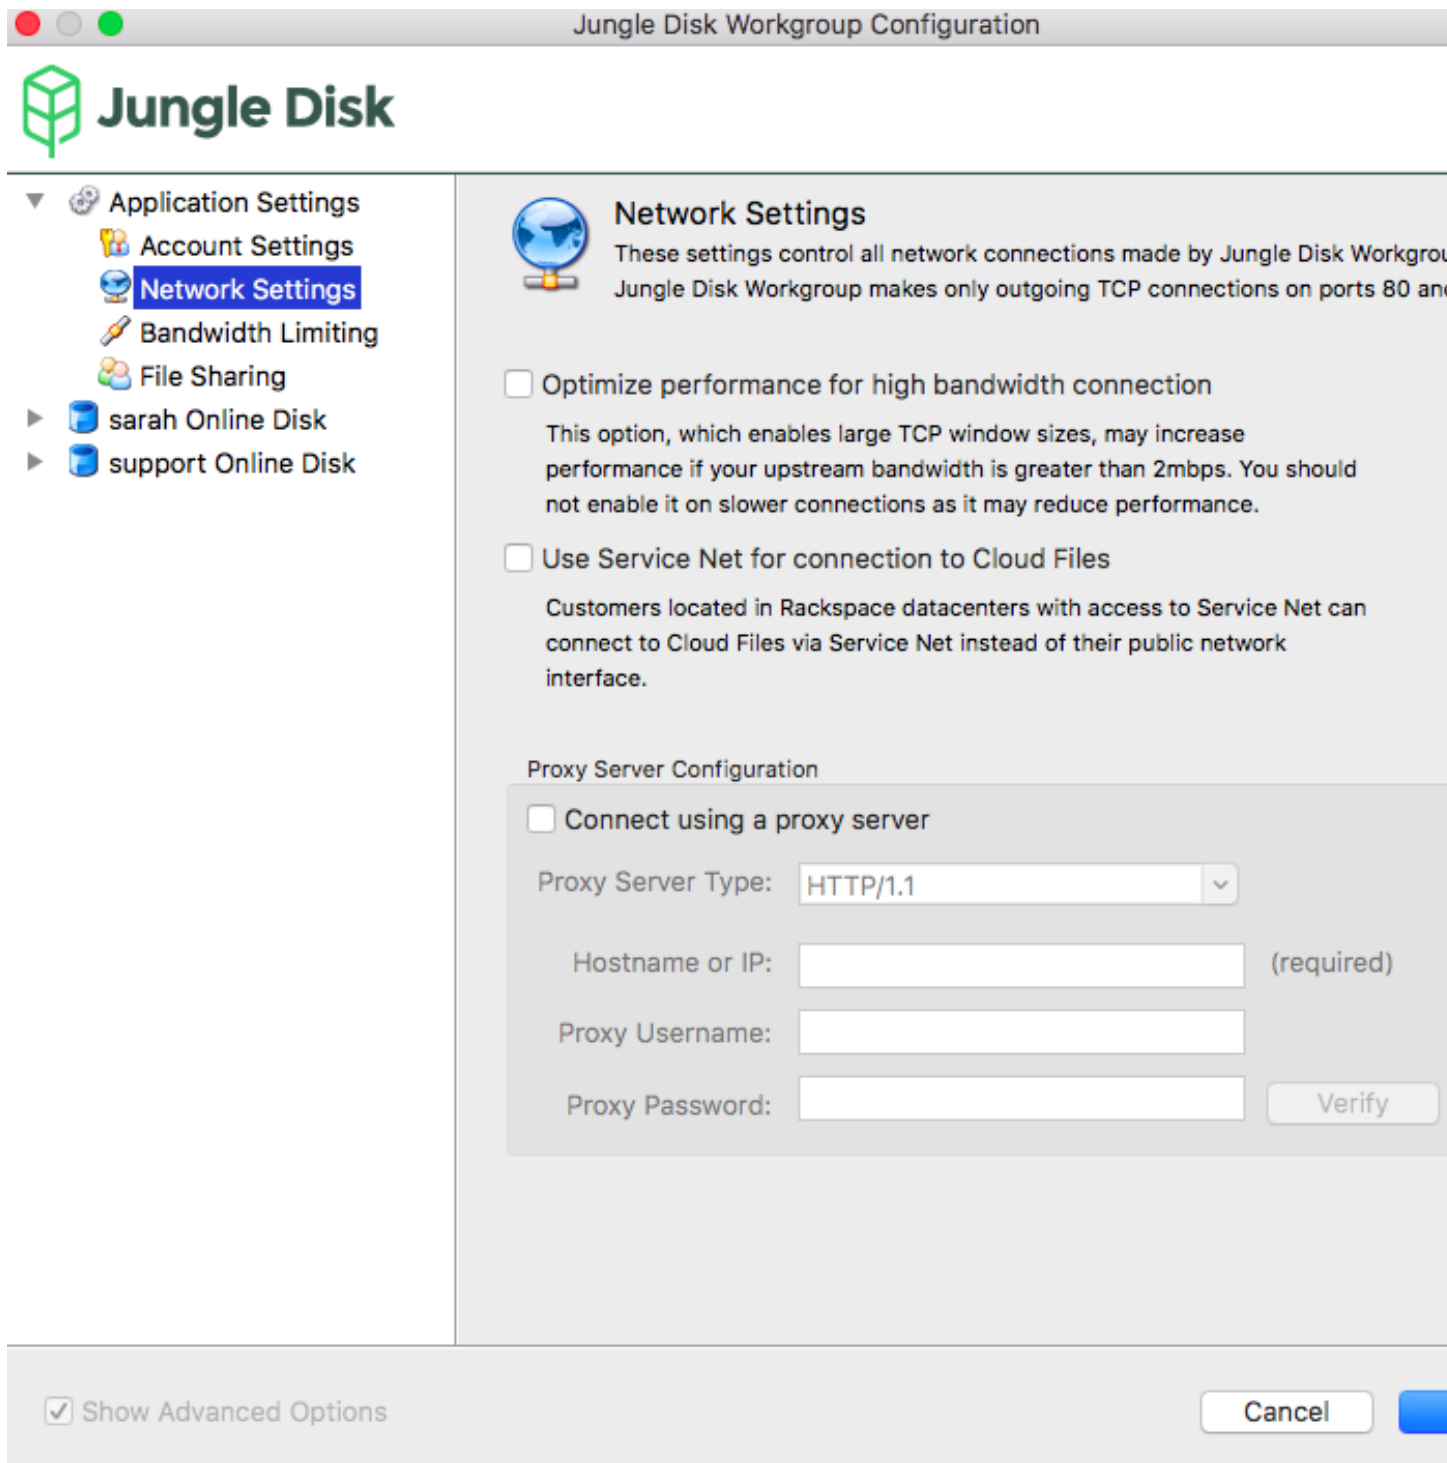 Jungle Disk Workgroup Configuration
Jungle Disk
Application Settings
Account Settings
Network Settings
Bandwidth Limiting
File Sharing
sarah Online Disk
support Online Disk
Network Settings
These settings control all network connections made by Jungle Disk Workgrou
Jungle Disk Workgroup makes only outgoing TCP connections on ports 80 and
Optimize performance for high bandwidth connection
This option, which enables large TCP window sizes, may increase
performance if your upstream bandwidth is greater than 2mbps. You should
not enable it on slower connections as it may reduce performance.
Use Service Net for connection to Cloud Files
Customers located in Rackspace datacenters with access to Service Net can
connect to Cloud Files via Service Net instead of their public network
interface.
Proxy Server Configuration
Connect using a proxy server
Proxy Server Type: HTTP/1.1
Hostname or IP: (required)
Proxy Username:
Proxy Password: Verify
Show Advanced Options
Cancel